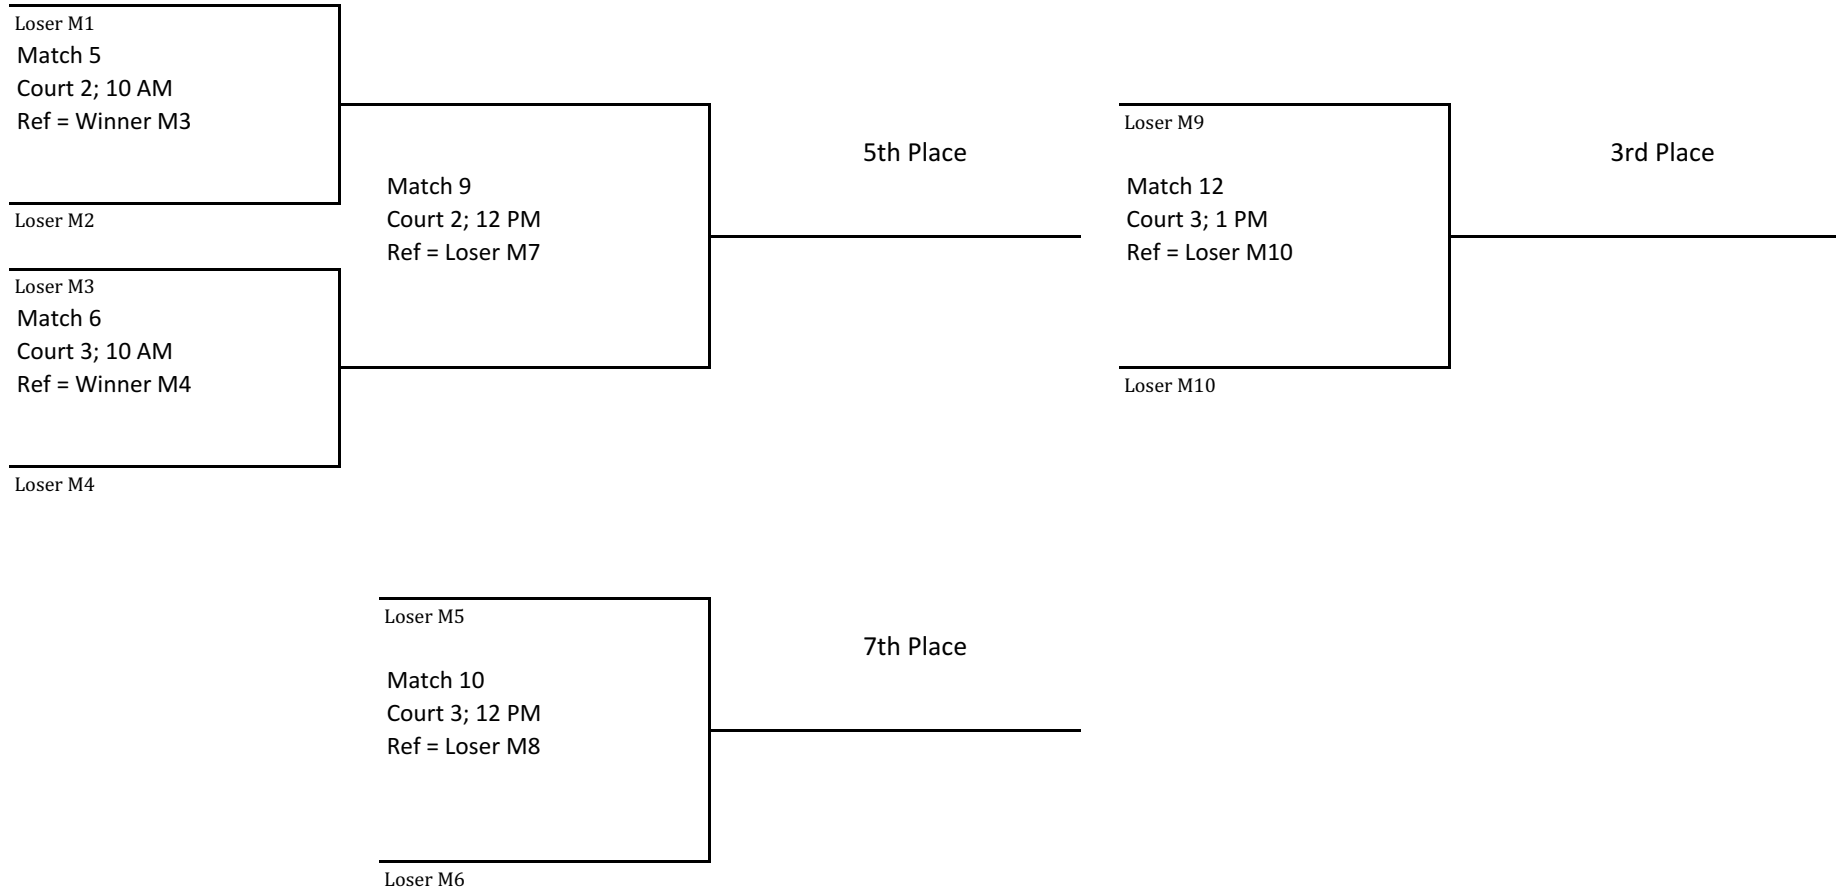 Loser M1
Match 5
Court 2; 10 AM
Ref = Winner M3
Loser M2
Loser M3
Match 6
Court 3; 10 AM
Ref = Winner M4
Loser M4
Match 9
Court 2; 12 PM
Ref = Loser M7
5th Place
Loser M9
Match 12
Court 3; 1 PM
Ref = Loser M10
Loser M10
3rd Place
Loser M5
Match 10
Court 3; 12 PM
Ref = Loser M8
Loser M6
7th Place